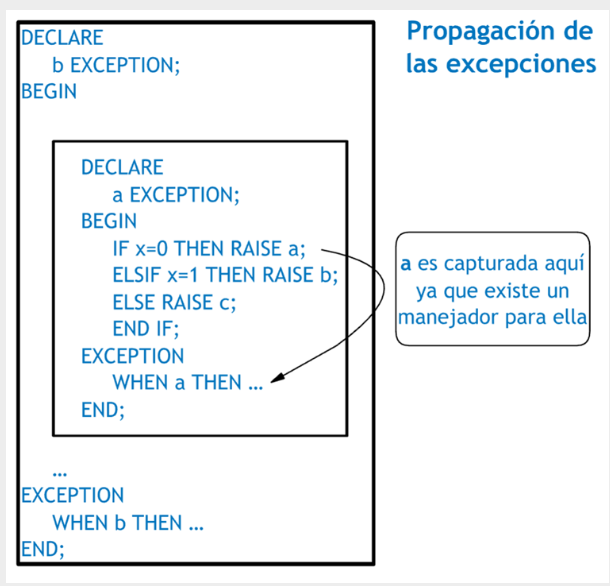 Propagación de
las excepciones
DECLARE
b EXCEPTION;
BEGIN
DECLARE
a EXCEPTION;
BEGIN
IF x=0 THEN RAISE a;
ELSIF x=1 THEN RAISE b;
ELSE RAISE c;
END IF;
EXCEPTION
WHEN a THEN ...
END;
a es capturada aquí
ya que existe un
manejador para ella
...
EXCEPTION
WHEN b THEN ...
END;